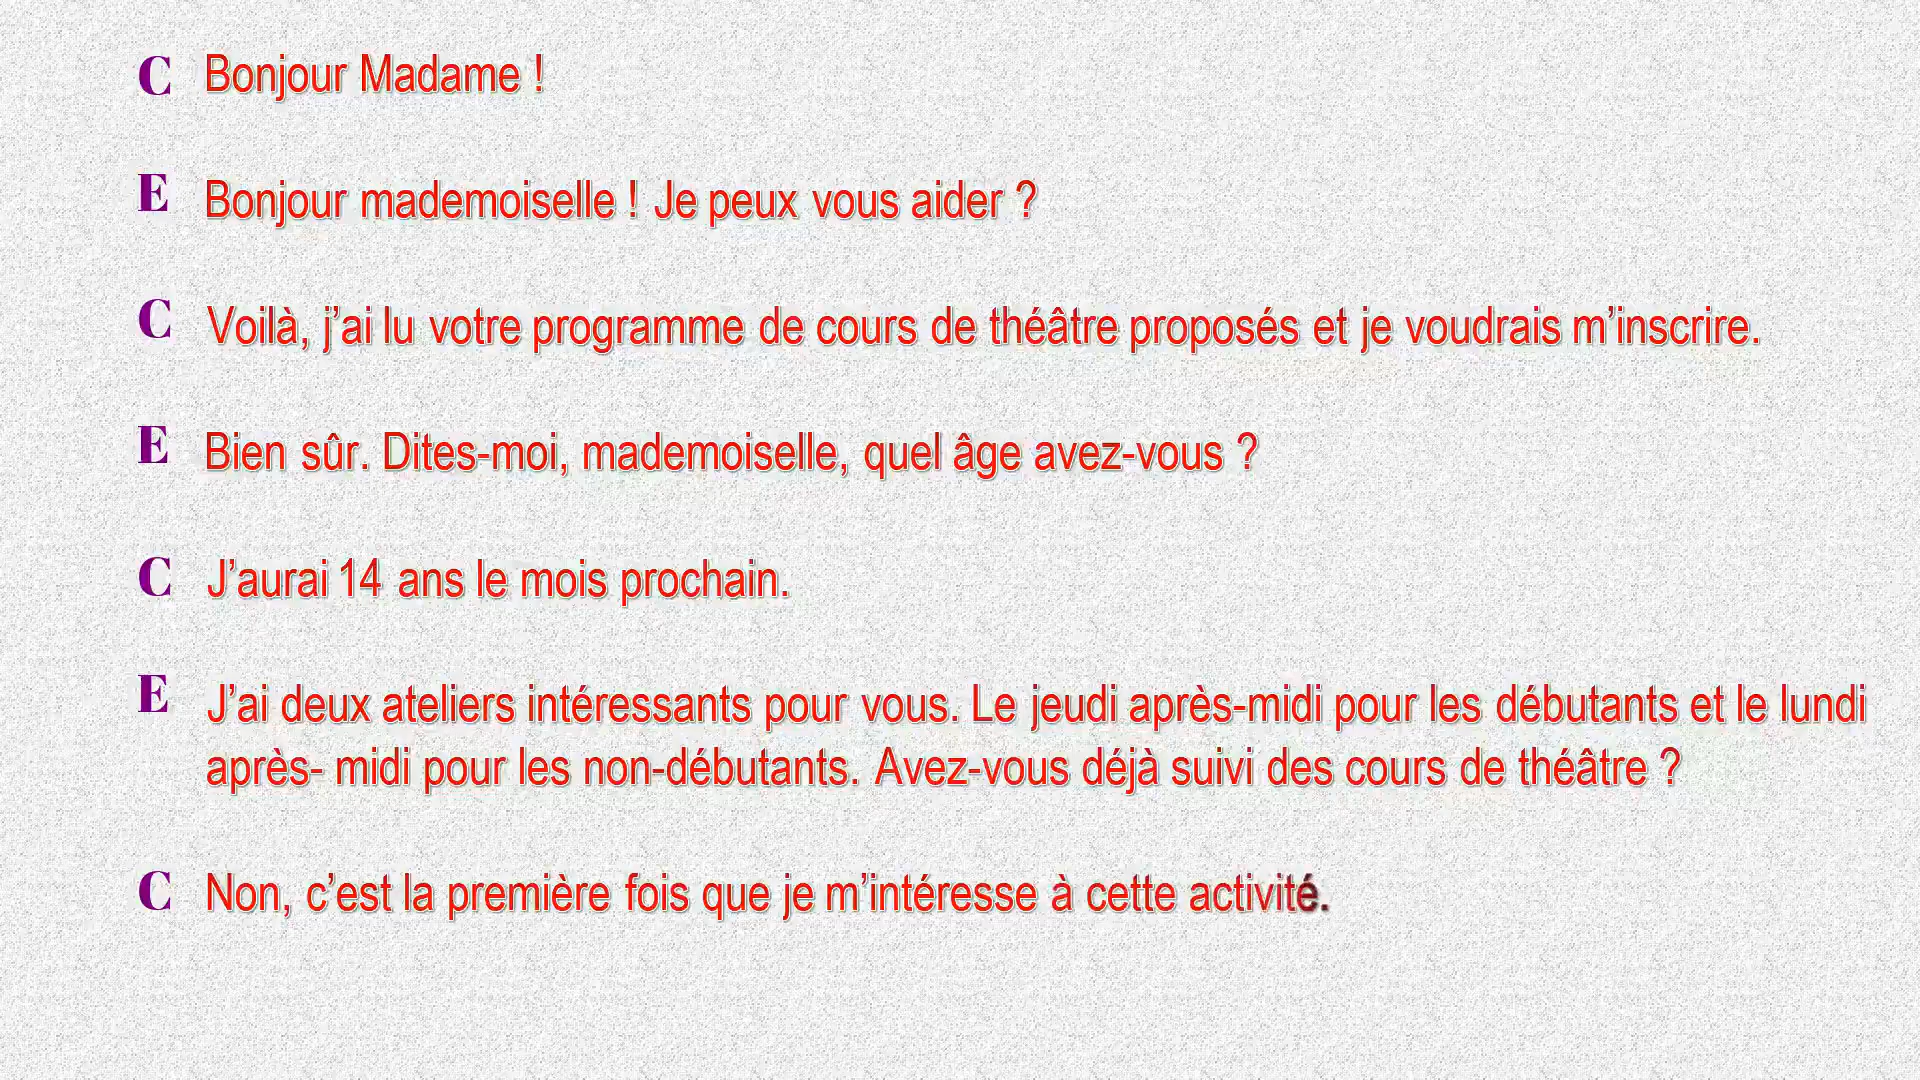 C Bonjour Madame !
E Bonjour mademoiselle ! Je peux vous aider ?
C Voilà, j’ai lu votre programme de cours de théâtre proposés et je voudrais m’inscrire.
E Bien sûr. Dites-moi, mademoiselle, quel âge avez-vous ?
C J’aurai 14 ans le mois prochain.
E J’ai deux ateliers intéressants pour vous. Le jeudi après-midi pour les débutants et le lundi
après- midi pour les non-débutants. Avez-vous déjà suivi des cours de théâtre ?
C Non, c’est la première fois que je m’intéresse à cette activité.